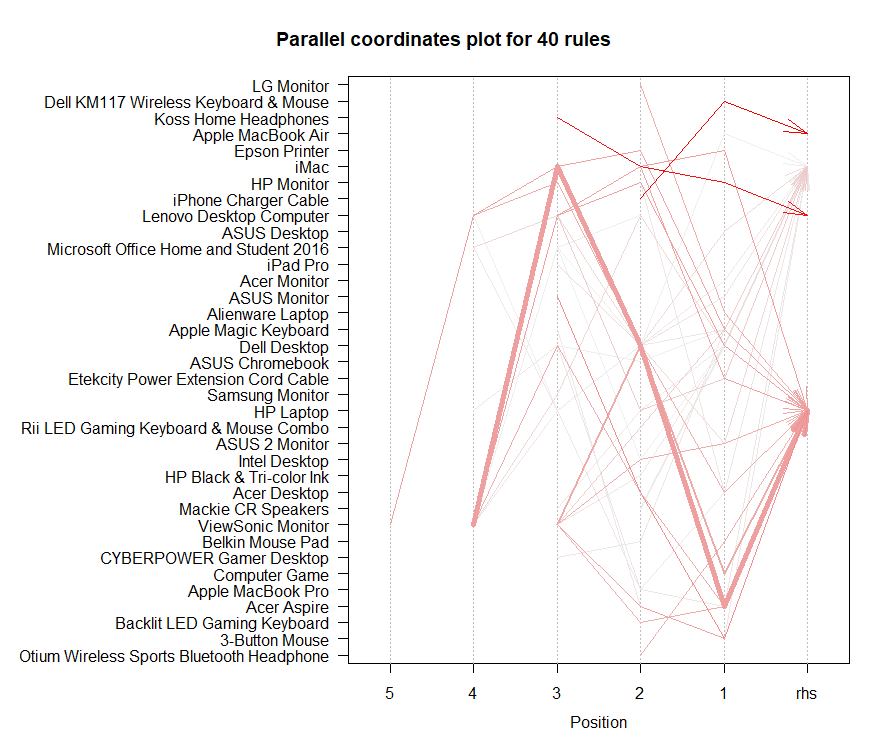 Parallel coordinates plot for 40 rules
LG Monitor
Dell KM117 Wireless Keyboard & Mouse
Koss Home Headphones
Apple MacBook Air
Epson Printer
iMac
HP Monitor
iPhone Charger Cable
Lenovo Desktop Computer
ASUS Desktop
Microsoft Office Home and Student 2016
iPad Pro
Acer Monitor
ASUS Monitor
Alienware Laptop
Apple Magic Keyboard
Dell Desktop
ASUS Chromebook
Etekcity Power Extension Cord Cable
Samsung Monitor
HP Laptop
Rii LED Gaming Keyboard & Mouse Combo
ASUS 2 Monitor
Intel Desktop
HP Black & Tri-color Ink
Acer Desktop
Mackie CR Speakers
ViewSonic Monitor
Belkin Mouse Pad
CYBERPOWER Gamer Desktop
Computer Game
Apple MacBook Pro
Acer Aspire
Backlit LED Gaming Keyboard
3-Button Mouse
Otium Wireless Sports Bluetooth Headphone
5 4 3 2 1 rhs
Position